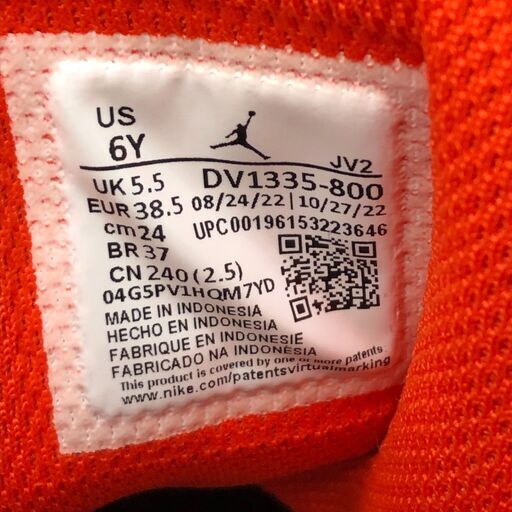 US
6Y
JV2
UK 5.5 DV1335-800
EUR 38.5 08/24/22 | 10/27/22
cm 24 UPC00196153223646
BR 37
CN 240 (2.5)
04G5PV1HQM7YD
MADE IN INDONESIA
HECHO EN INDONESIA
FABRIQUE EN INDONESIE
FABRICADO NA INDONESIA
This product is covered by one or more patents
www.nike.com/patentsvirtualmarking